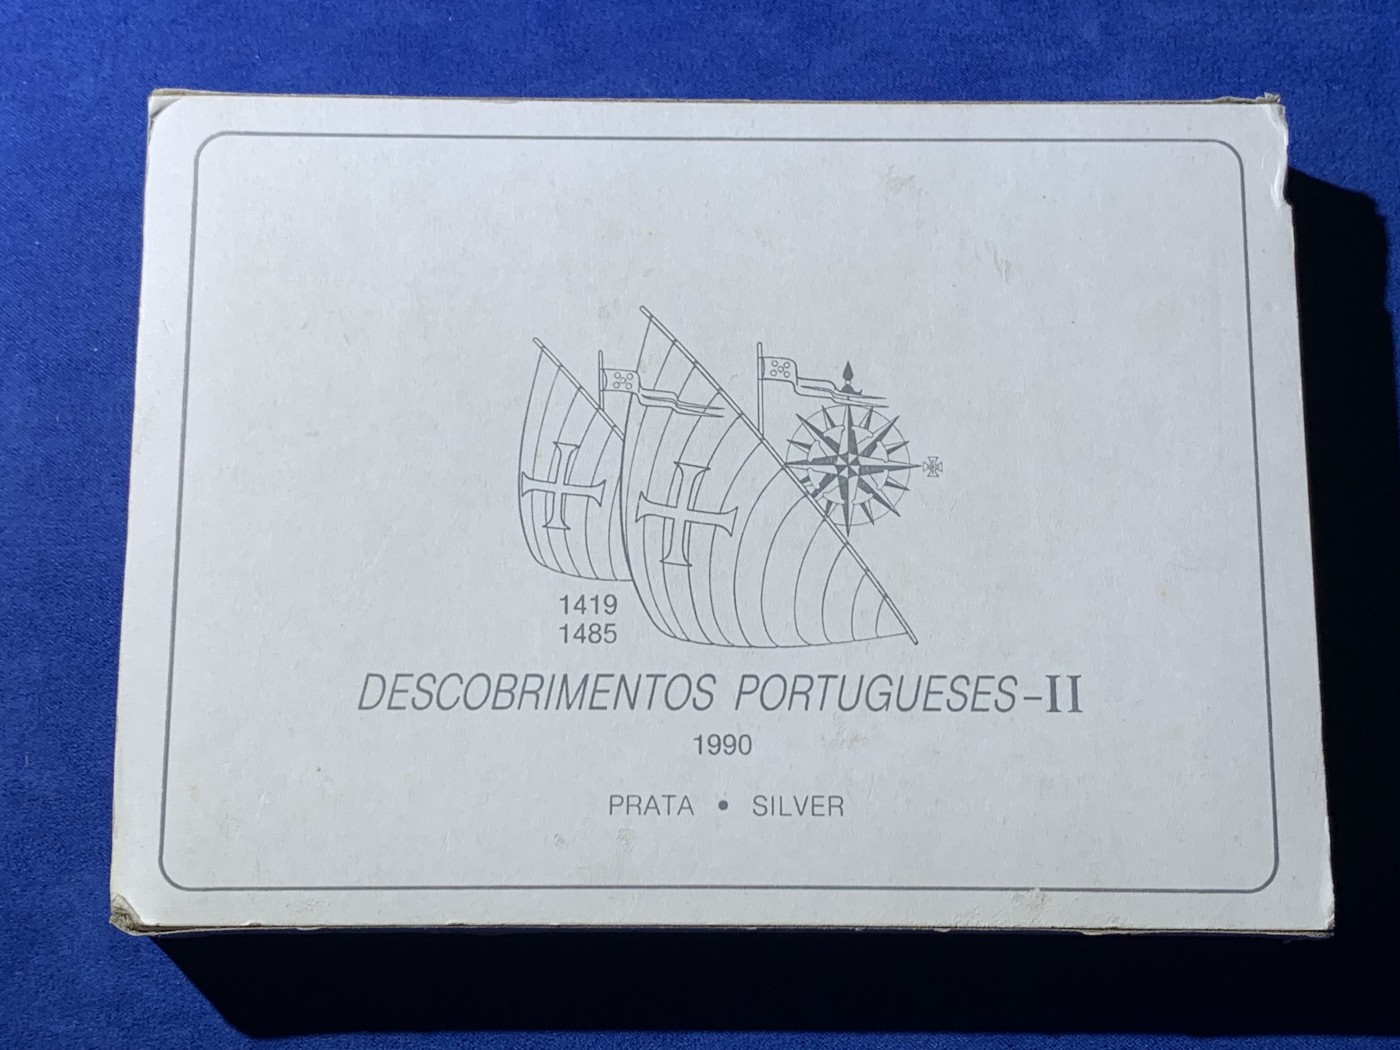 1419
1485
DESCOBRIMENTOS PORTUGUESES-II
1990
PRATA • SILVER